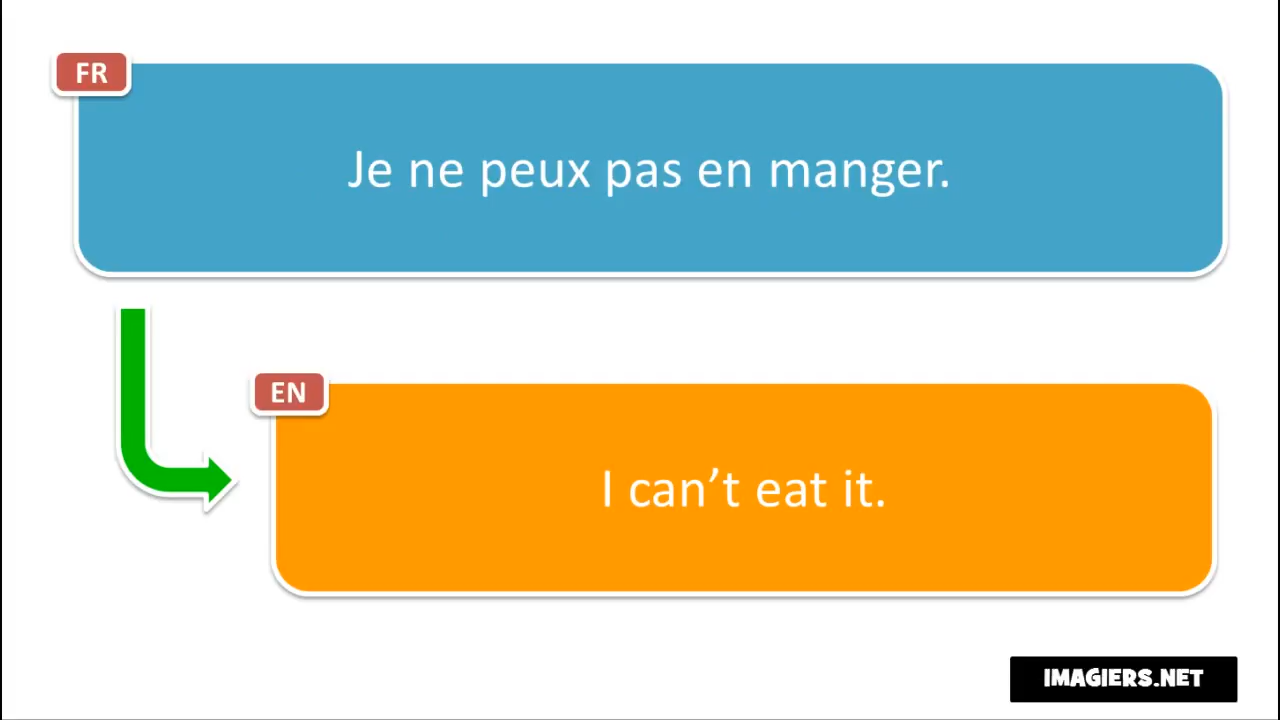 FR
Je ne peux pas en manger.
EN
I can’t eat it.
IMAGIERS.NET